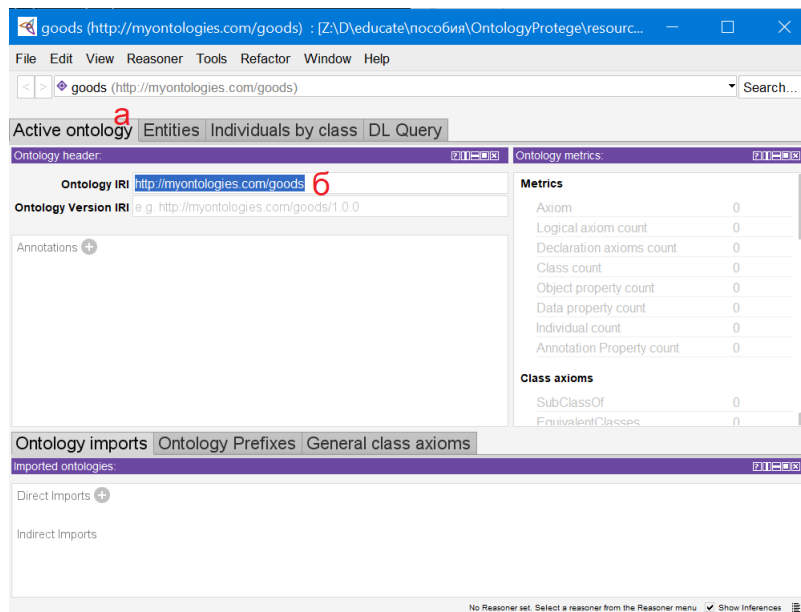 goods (http://myontologies.com/goods) : [Z:\D\educate\пособия\OntologyProtege\resourc...
File Edit View Reasoner Tools Refactor Window Help
< > goods (http://myontologies.com/goods) Search...
а
Active ontology Entities Individuals by class DL Query
Ontology header: Ontology metrics:
Ontology IRI http://myontologies.com/goods б
Ontology Version IRI e.g. http://myontologies.com/goods/1.0.0
Annotations
Metrics
Axiom 0
Logical axiom count 0
Declaration axioms count 0
Class count 0
Object property count 0
Data property count 0
Individual count 0
Annotation Property count 0
Class axioms
SubClassOf 0
EquivalentClasses 0
Ontology imports Ontology Prefixes General class axioms
Imported ontologies:
Direct Imports
Indirect Imports
No Reasoner set. Select a reasoner from the Reasoner menu Show Inferences